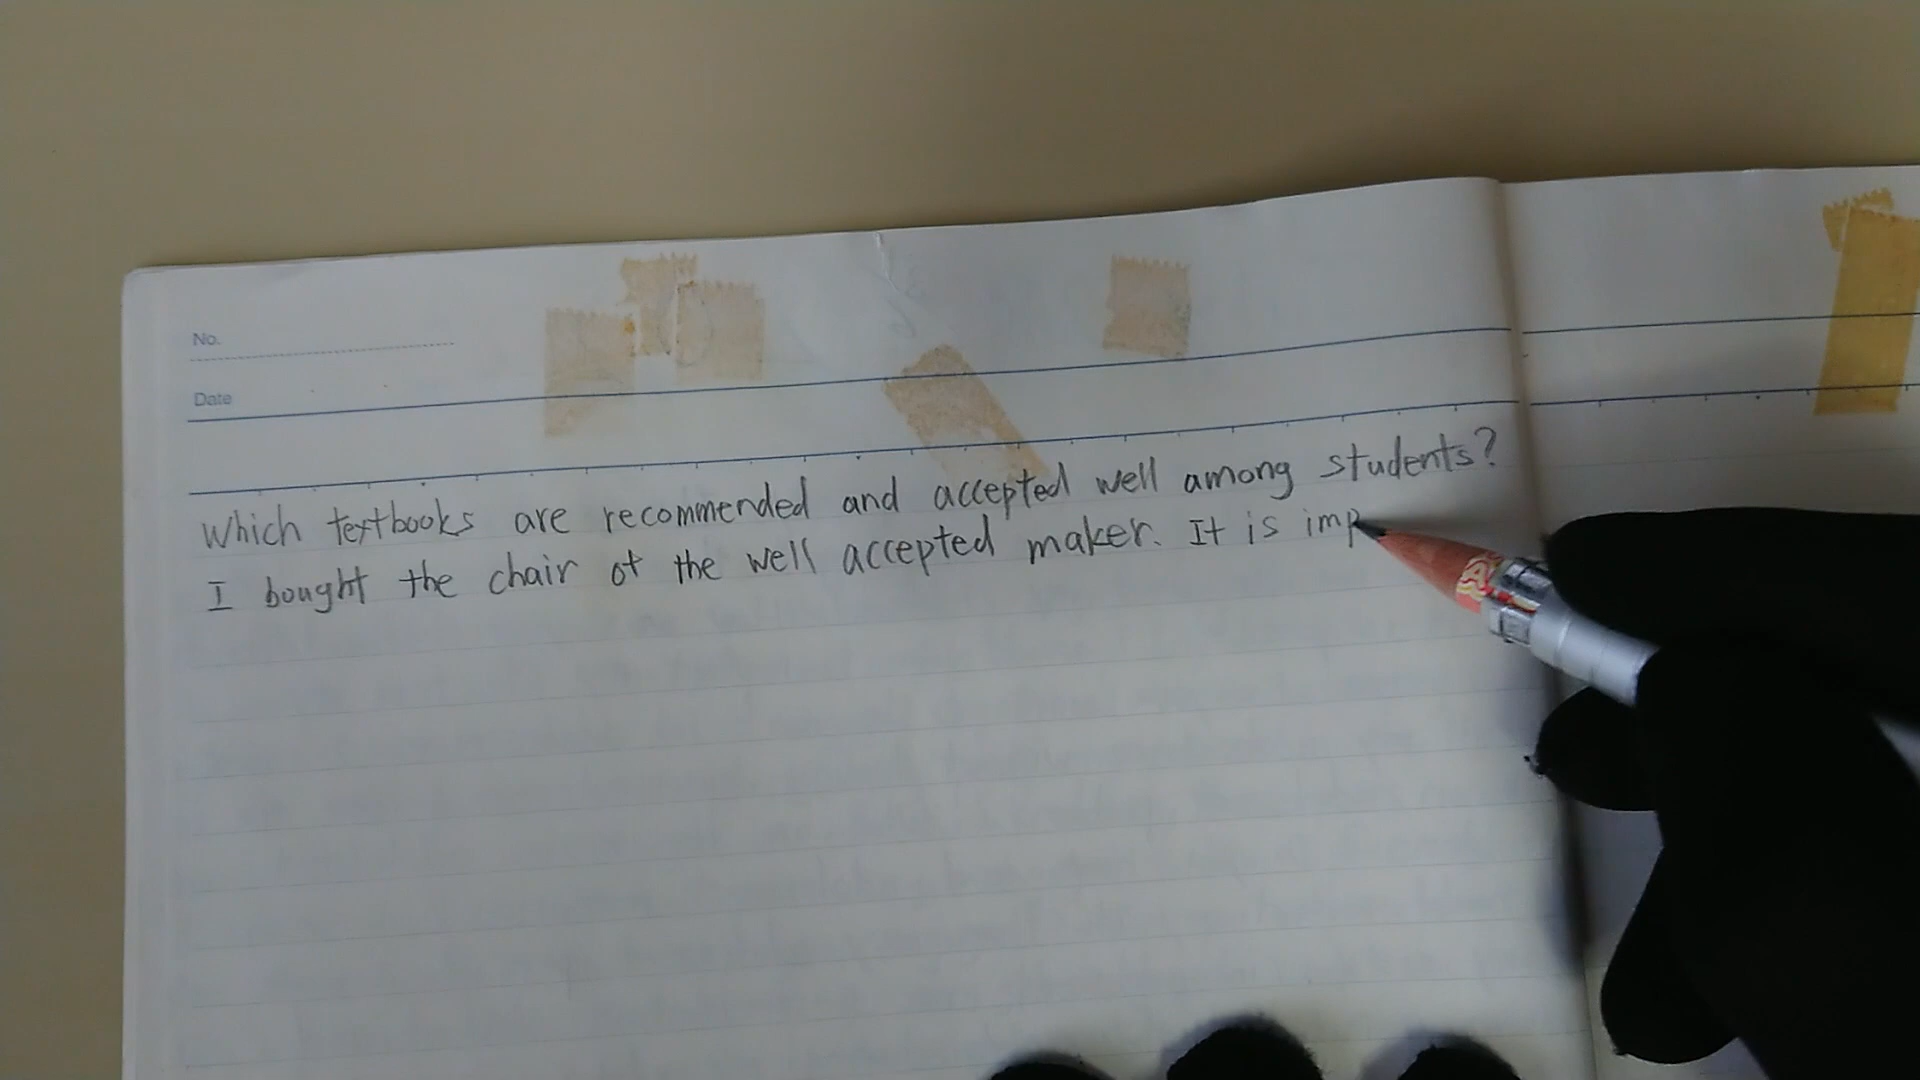 No.
Date
Which textbooks are recommended and accepted well among students?
I bought the chair of the well accepted maker. It is imp